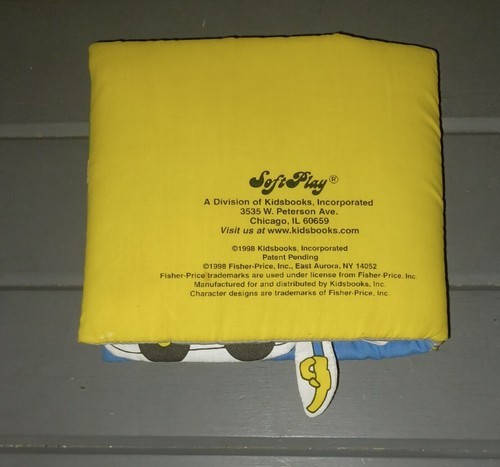 Soft Play®
A Division of Kidsbooks, Incorporated
3535 W. Peterson Ave.
Chicago, IL 60659
Visit us at www.kidsbooks.com
©1998 Kidsbooks, Incorporated
Patent Pending
©1998 Fisher-Price, Inc., East Aurora, NY 14052
Fisher-Price trademarks are used under license from Fisher-Price, Inc.
Manufactured for and distributed by Kidsbooks, Inc.
Character designs are trademarks of Fisher-Price, Inc.